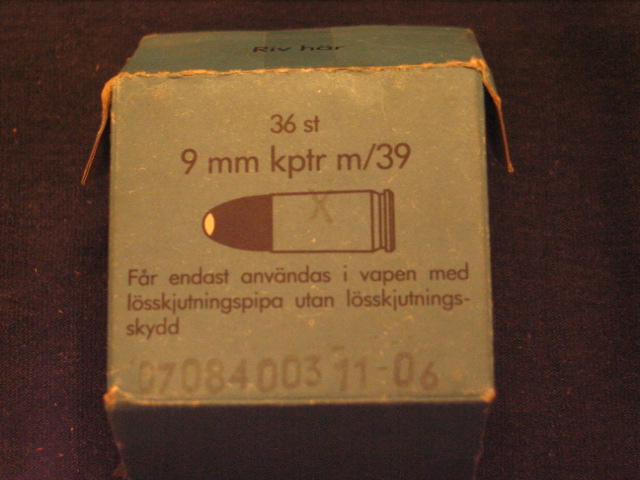 Riv här
36 st
9 mm kptr m/39
X
Får endast användas i vapen med
lösskjutningspipa utan lösskjutnings-
skydd
07084003 11-06